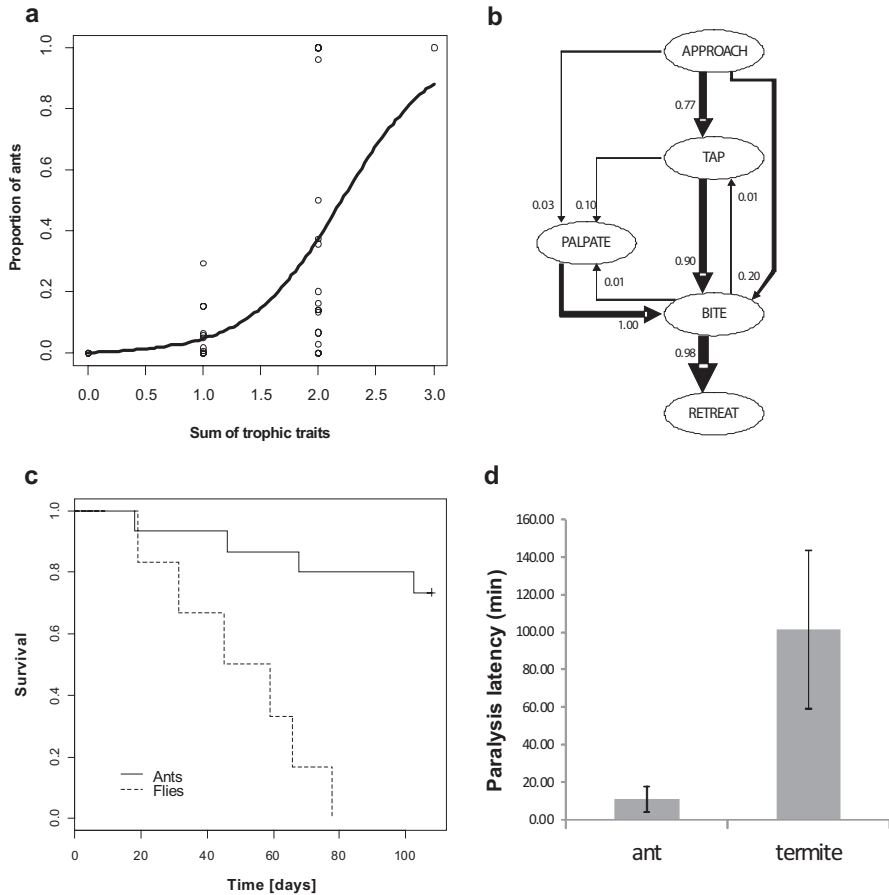 a
1.0
0.8
0.6
0.4
0.2
0.0
Proportion of ants
0.0 0.5 1.0 1.5 2.0 2.5 3.0
Sum of trophic traits
b
APPROACH
0.77
TAP
0.03
0.10
0.01
PALPATE
0.90
0.20
0.01
BITE
1.00
0.98
RETREAT
c
1.0
0.8
0.6
0.4
0.2
0.0
Survival
Ants
Flies
0 20 40 60 80 100
Time [days]
d
160.00
140.00
120.00
100.00
80.00
60.00
40.00
20.00
0.00
Paralysis latency (min)
ant termite